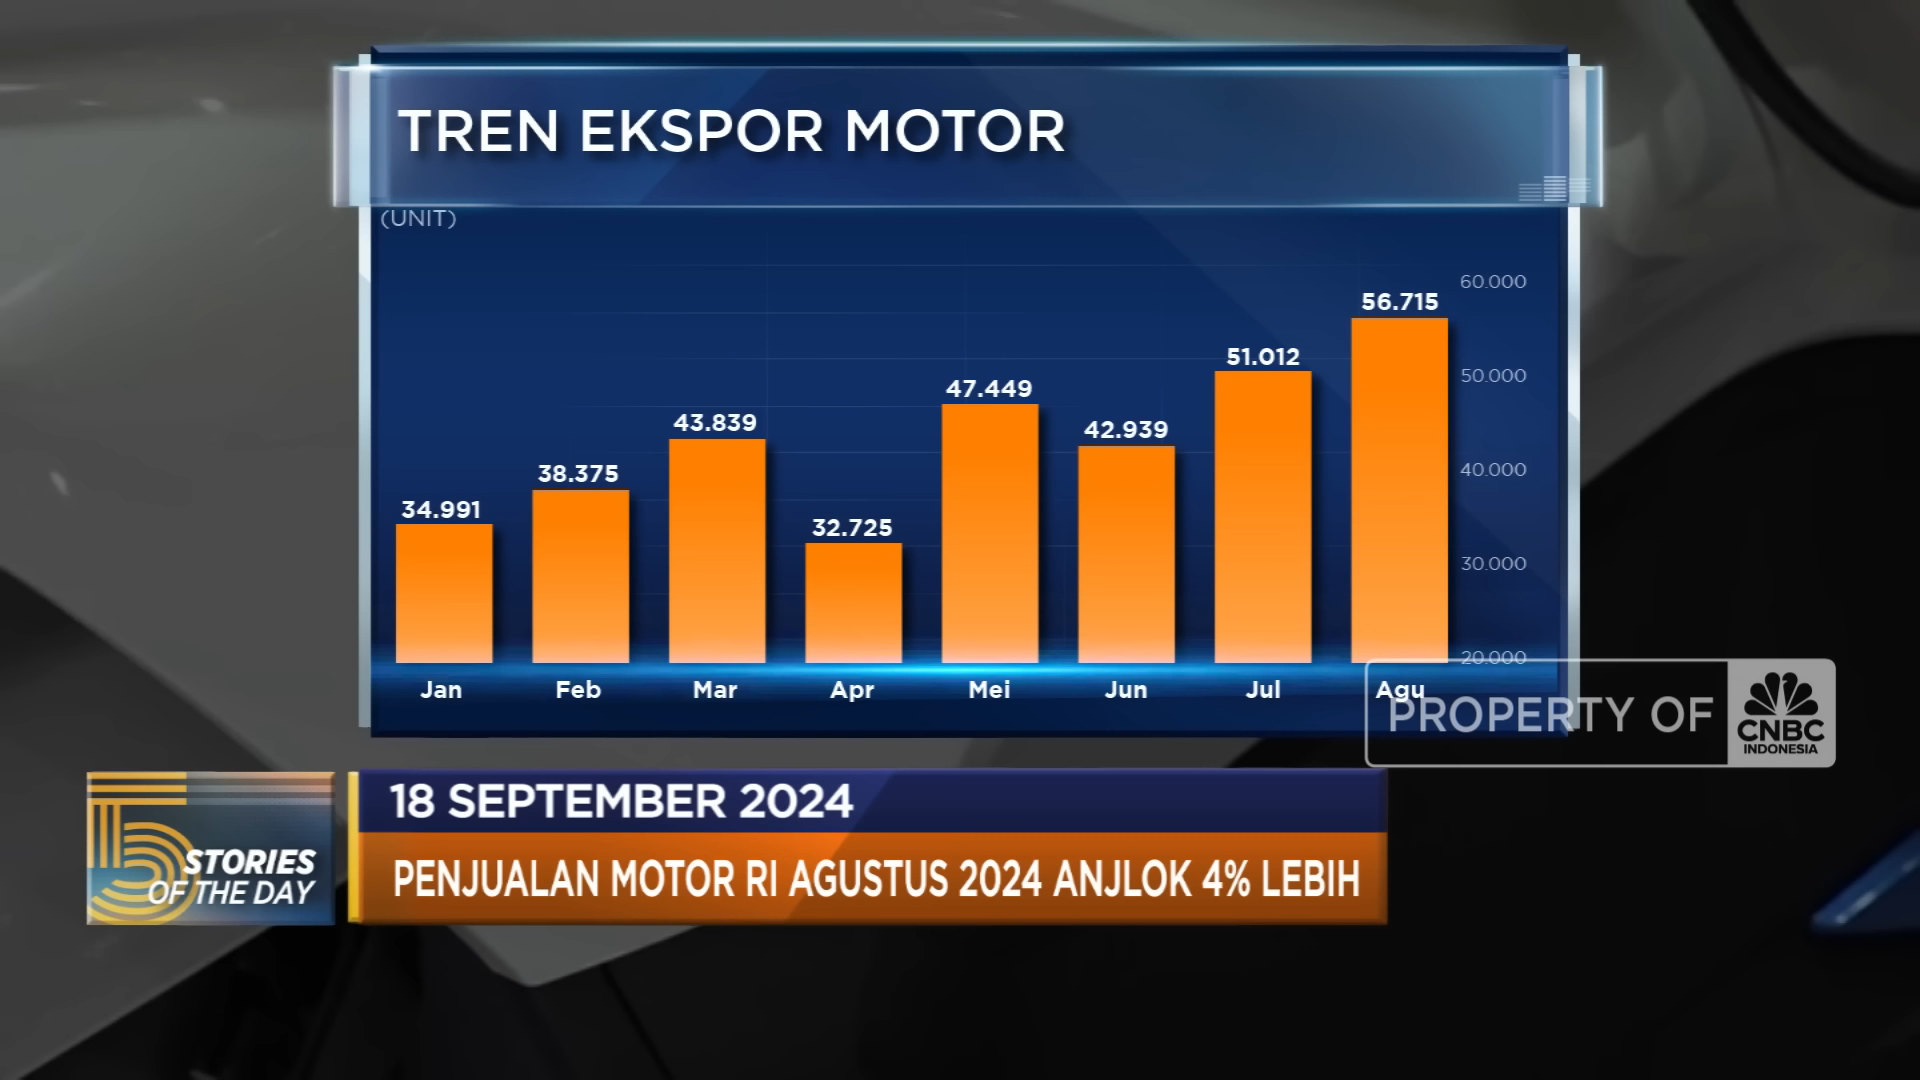 TREN EKSPOR MOTOR
(UNIT)
60.000
56.715
51.012
50.000
47.449
43.839
42.939
40.000
38.375
34.991
32.725
30.000
20.000
Jan Feb Mar Apr Mei Jun Jul Agu
PROPERTY OF CNBC INDONESIA
18 SEPTEMBER 2024
5 STORIES OF THE DAY
PENJUALAN MOTOR RI AGUSTUS 2024 ANJLOK 4% LEBIH